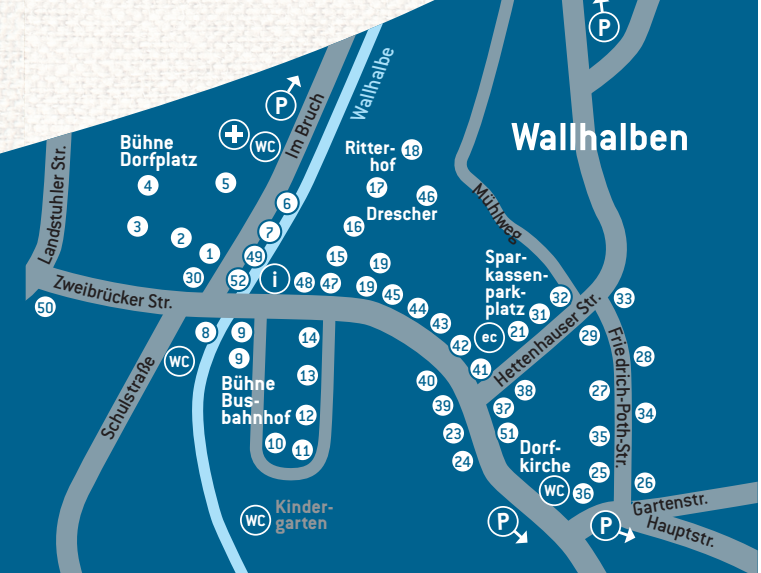 P
P
Wallhalbe
Im Bruch
WC
Wallhalben
Bühne
Dorfplatz
Ritter-
hof
18
4
5
17
46
Landstuhler Str.
6
Drescher
Mühlweg
3
7
16
2
1
49
15
19
Spar-
kassen-
park-
platz
30
52
i
48
47
19
45
32
33
Zweibrücker Str.
50
44
31
43
21
Hettenhauser Str.
8
9
14
42
ec
29
Friedrich-Poth-Str.
WC
9
41
28
Schulstraße
Bühne
Bus-
bahnhof
13
40
38
27
12
39
37
34
10
11
23
51
35
24
Dorf-
kirche
25
WC
36
26
Kinder-
garten
WC
P
P
Gartenstr.
Hauptstr.